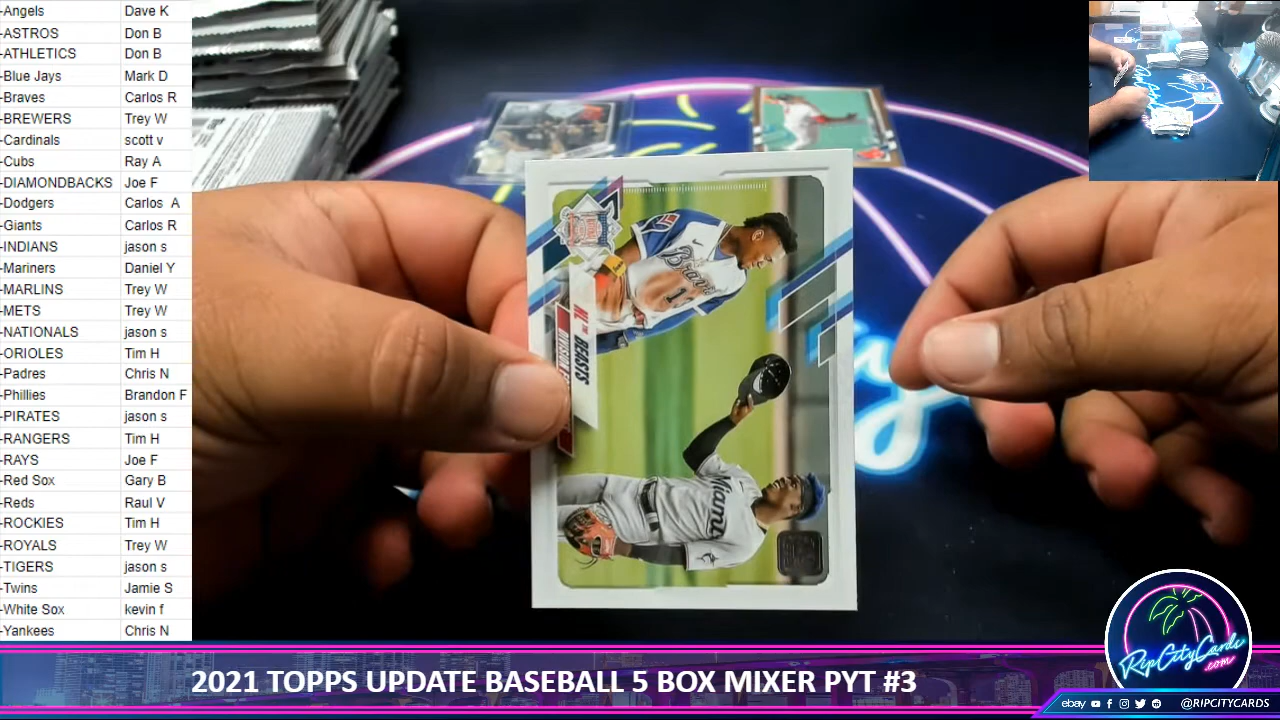 -Angels Dave K
-ASTROS Don B
-ATHLETICS Don B
-Blue Jays Mark D
-Braves Carlos R
-BREWERS Trey W
-Cardinals scott v
-Cubs Ray A
-DIAMONDBACKS Joe F
-Dodgers Carlos A
-Giants Carlos R
-INDIANS jason s
-Mariners Daniel Y
-MARLINS Trey W
-METS Trey W
-NATIONALS jason s
-ORIOLES Tim H
-Padres Chris N
-Phillies Brandon F
-PIRATES jason s
-RANGERS Tim H
-RAYS Joe F
-Red Sox Gary B
-Reds Raul V
-ROCKIES Tim H
-ROYALS Trey W
-TIGERS jason s
-Twins Jamie S
-White Sox kevin f
-Yankees Chris N
BEASTS
Miami
RipCityCards
.com
2021 TOPPS UPDATE BASEBALL 5 BOX MIXER PYT #3
ebay @RIPCITYCARDS